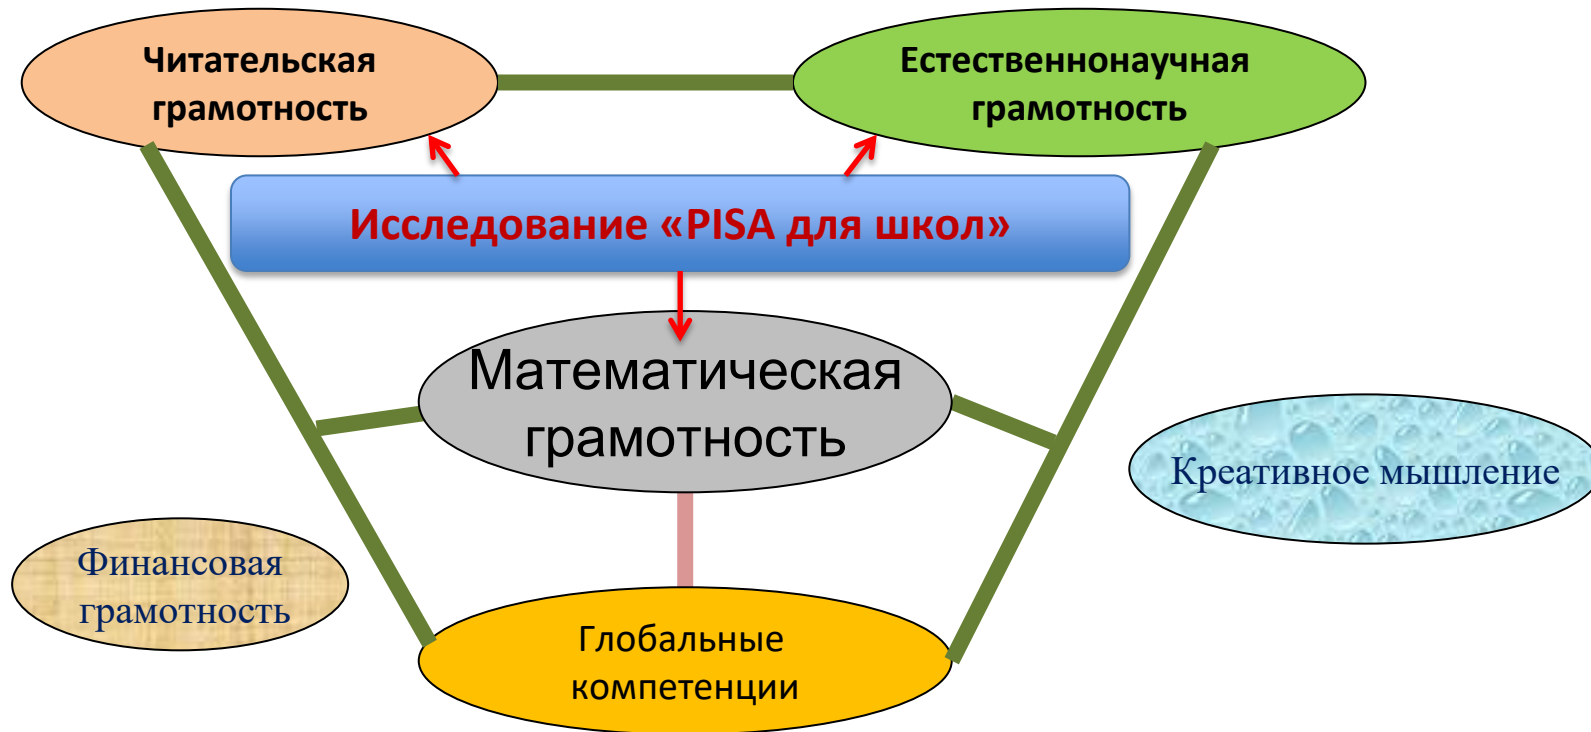 Читательская
грамотность
Естественнонаучная
грамотность
Исследование «PISA для школ»
Математическая
грамотность
Креативное мышление
Финансовая
грамотность
Глобальные
компетенции